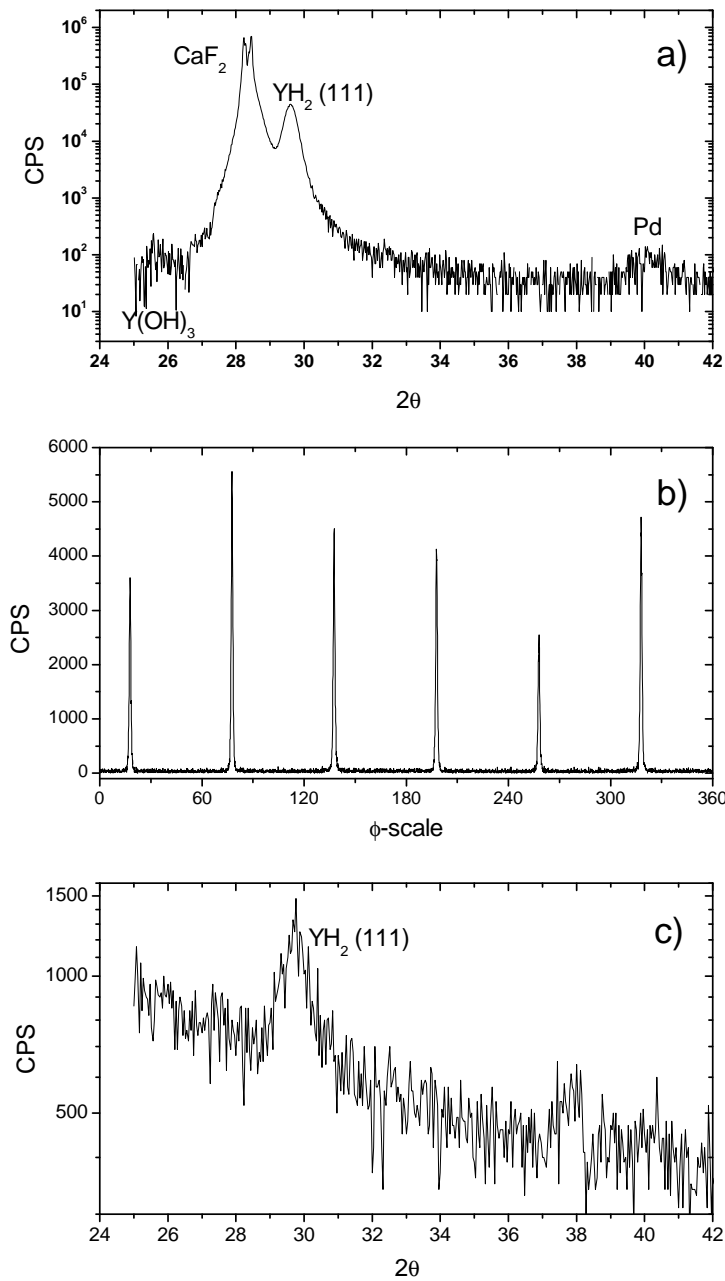 a)
CaF₂
YH₂ (111)
Pd
Y(OH)₃
CPS
10⁶
10⁵
10⁴
10³
10²
10¹
24 26 28 30 32 34 36 38 40 42
2θ
b)
CPS
6000
5000
4000
3000
2000
1000
0
0 60 120 180 240 300 360
ϕ-scale
c)
YH₂ (111)
CPS
1500
1000
500
24 26 28 30 32 34 36 38 40 42
2θ